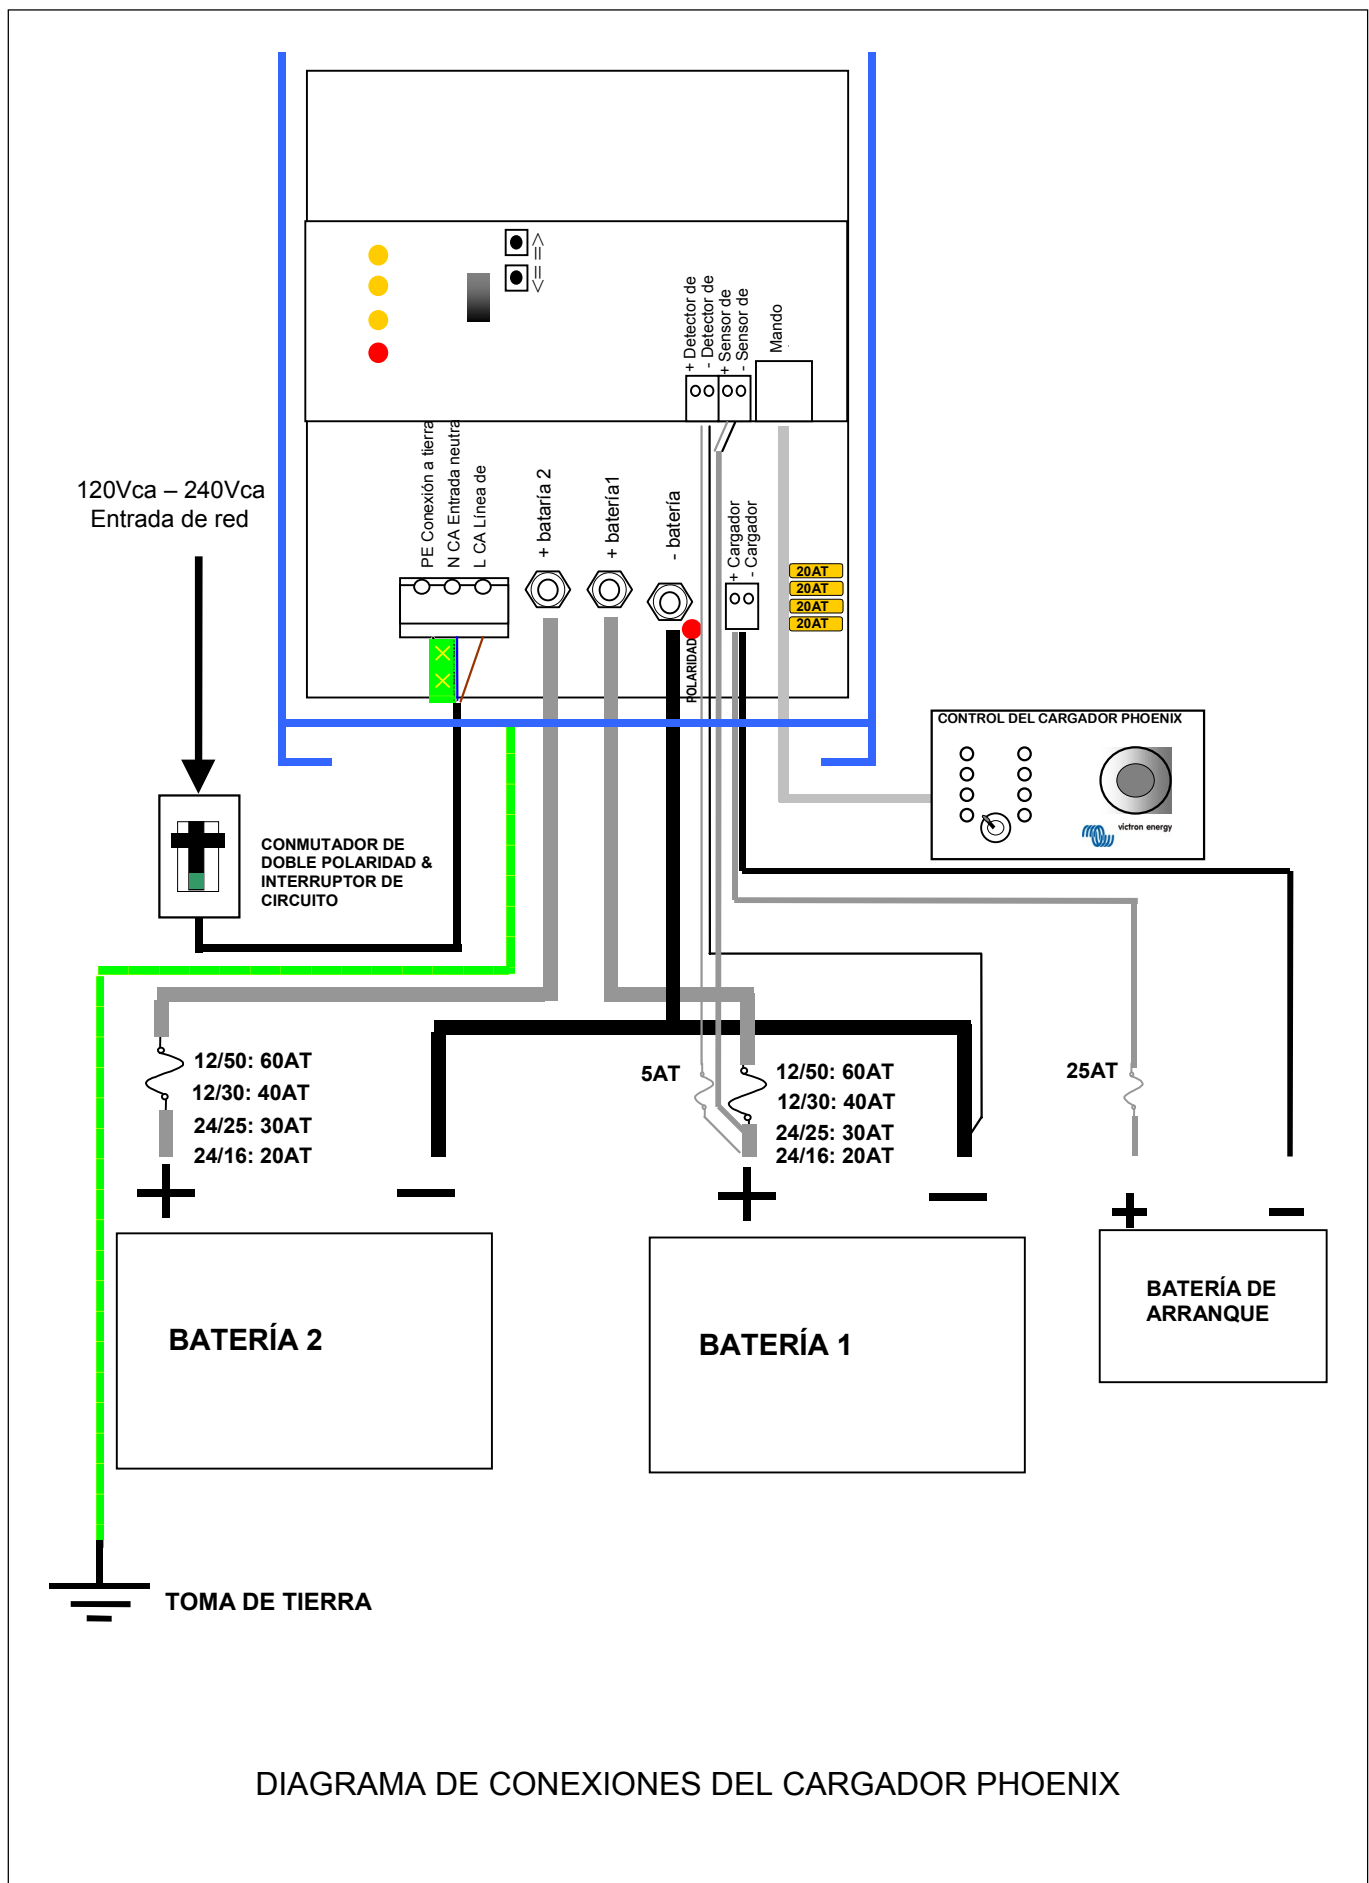 + Detector de
- Detector de
+ Sensor de
- Sensor de
Mando
<==
==>
PE Conexión a tierra
N CA Entrada neutra
L CA Línea de
+ bataría 2
+ batería1
- batería
+ Cargador
- Cargador
20AT
20AT
20AT
20AT
POLARIDAD
120Vca – 240Vca
Entrada de red
CONTROL DEL CARGADOR PHOENIX
victron energy
CONMUTADOR DE
DOBLE POLARIDAD &
INTERRUPTOR DE
CIRCUITO
12/50: 60AT
12/30: 40AT
24/25: 30AT
24/16: 20AT
5AT
12/50: 60AT
12/30: 40AT
24/25: 30AT
24/16: 20AT
25AT
BATERÍA 2
BATERÍA 1
BATERÍA DE
ARRANQUE
TOMA DE TIERRA
DIAGRAMA DE CONEXIONES DEL CARGADOR PHOENIX